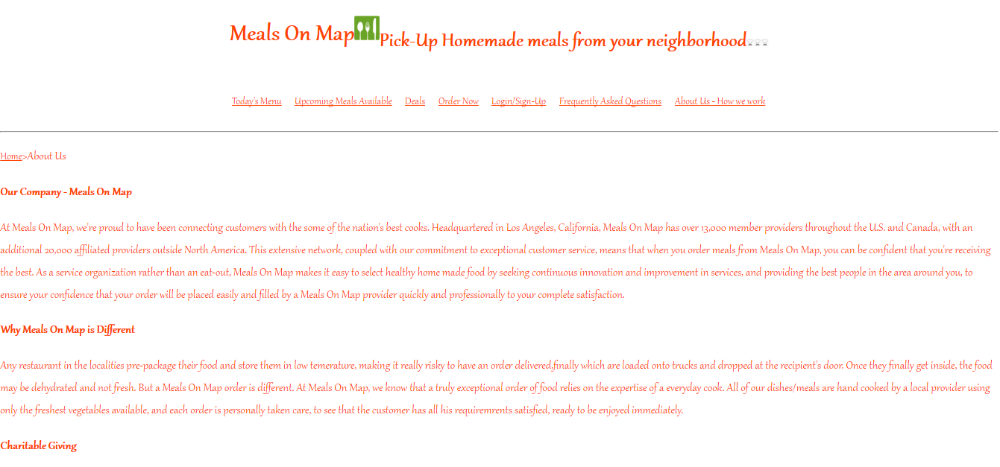 Meals On Map Pick-Up Homemade meals from your neighborhood
Today's Menu Upcoming Meals Available Deals Order Now Login/Sign-Up Frequently Asked Questions About Us - How we work
Home>About Us
Our Company - Meals On Map
At Meals On Map, we're proud to have been connecting customers with the some of the nation's best cooks. Headquartered in Los Angeles, California, Meals On Map has over 13,000 member providers throughout the U.S. and Canada, with an
additional 20,000 affiliated providers outside North America. This extensive network, coupled with our commitment to exceptional customer service, means that when you order meals from Meals On Map, you can be confident that you're receiving
the best. As a service organization rather than an eat-out, Meals On Map makes it easy to select healthy home made food by seeking continuous innovation and improvement in services, and providing the best people in the area around you, to
ensure your confidence that your order will be placed easily and filled by a Meals On Map provider quickly and professionally to your complete satisfaction.
Why Meals On Map is Different
Any restaurant in the localities pre-package their food and store them in low temerature, making it really risky to have an order delivered,finally which are loaded onto trucks and dropped at the recipient's door. Once they finally get inside, the food
may be dehydrated and not fresh. But a Meals On Map order is different. At Meals On Map, we know that a truly exceptional order of food relies on the expertise of a everyday cook. All of our dishes/meals are hand cooked by a local provider using
only the freshest vegetables available, and each order is personally taken care, to see that the customer has all his requiremrents satisfied, ready to be enjoyed immediately.
Charitable Giving